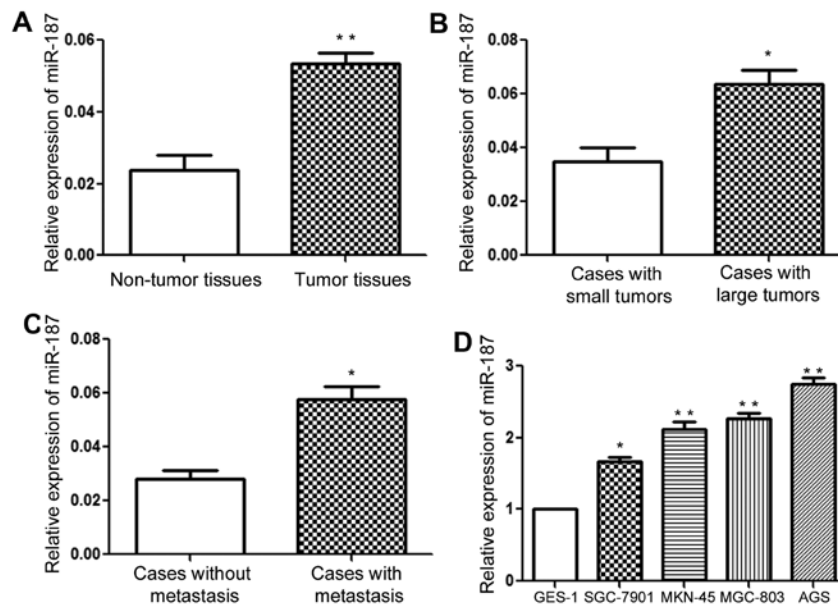 A
Relative expression of miR-187
0.06
0.04
0.02
0.00
**
Non-tumor tissues
Tumor tissues
B
Relative expression of miR-187
0.08
0.06
0.04
0.02
0.00
*
Cases with
small tumors
Cases with
large tumors
C
Relative expression of miR-187
0.08
0.06
0.04
0.02
0.00
*
Cases without
metastasis
Cases with
metastasis
D
Relative expression of miR-187
3
2
1
0
*
**
**
**
GES-1
SGC-7901
MKN-45
MGC-803
AGS